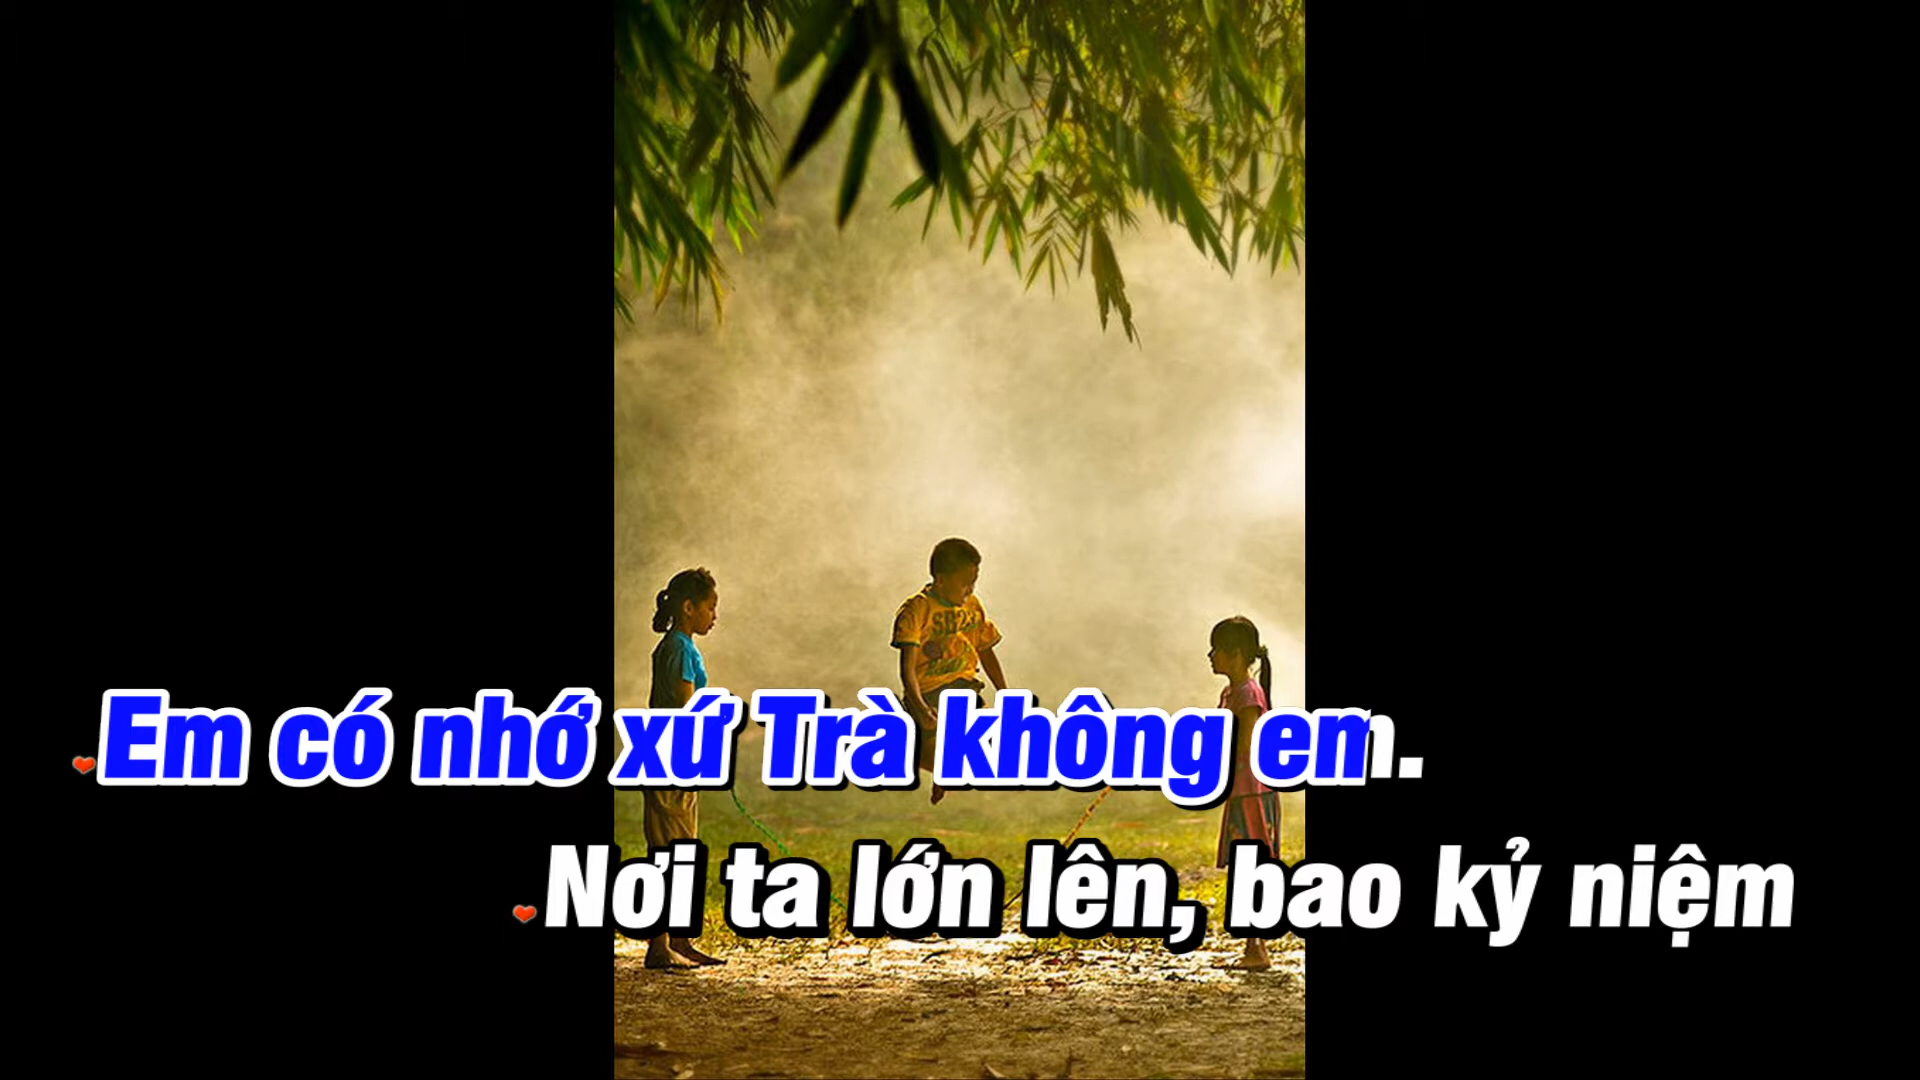 Em có nhớ xứ Trà không em.
Nơi ta lớn lên, bao kỷ niệm